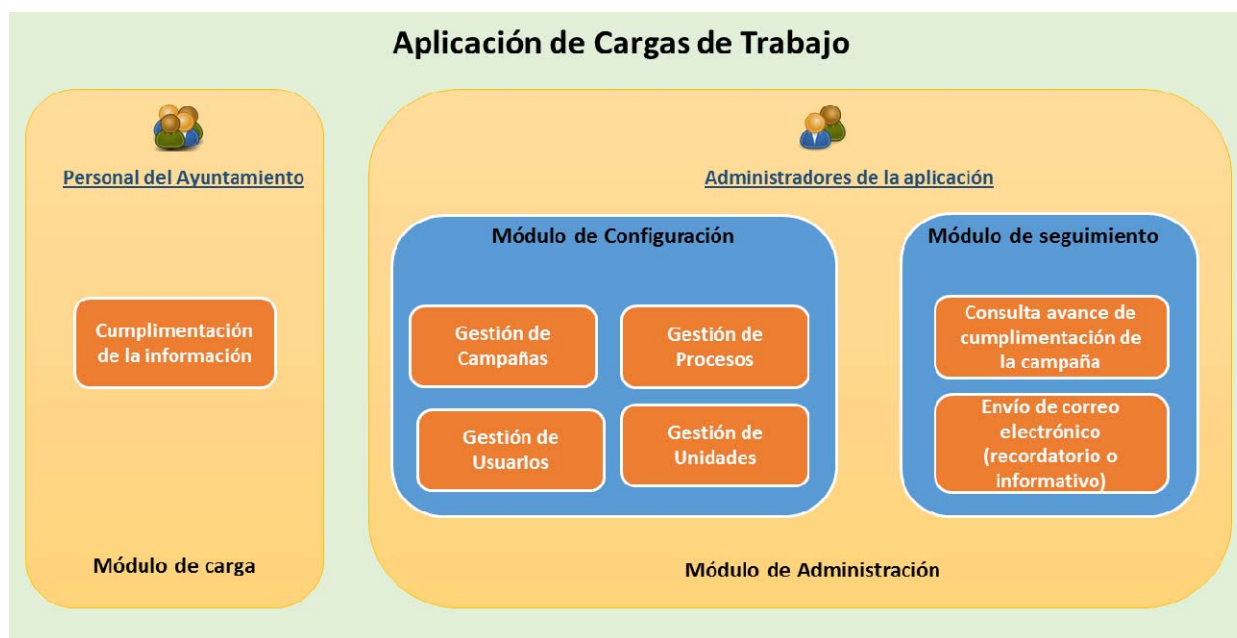 Aplicación de Cargas de Trabajo
Personal del Ayuntamiento
Cumplimentación
de la información
Módulo de carga
Administradores de la aplicación
Módulo de Configuración
Gestión de
Campañas
Gestión de
Procesos
Gestión de
Usuarios
Gestión de
Unidades
Módulo de seguimiento
Consulta avance de
cumplimentación de
la campaña
Envío de correo
electrónico
(recordatorio o
informativo)
Módulo de Administración